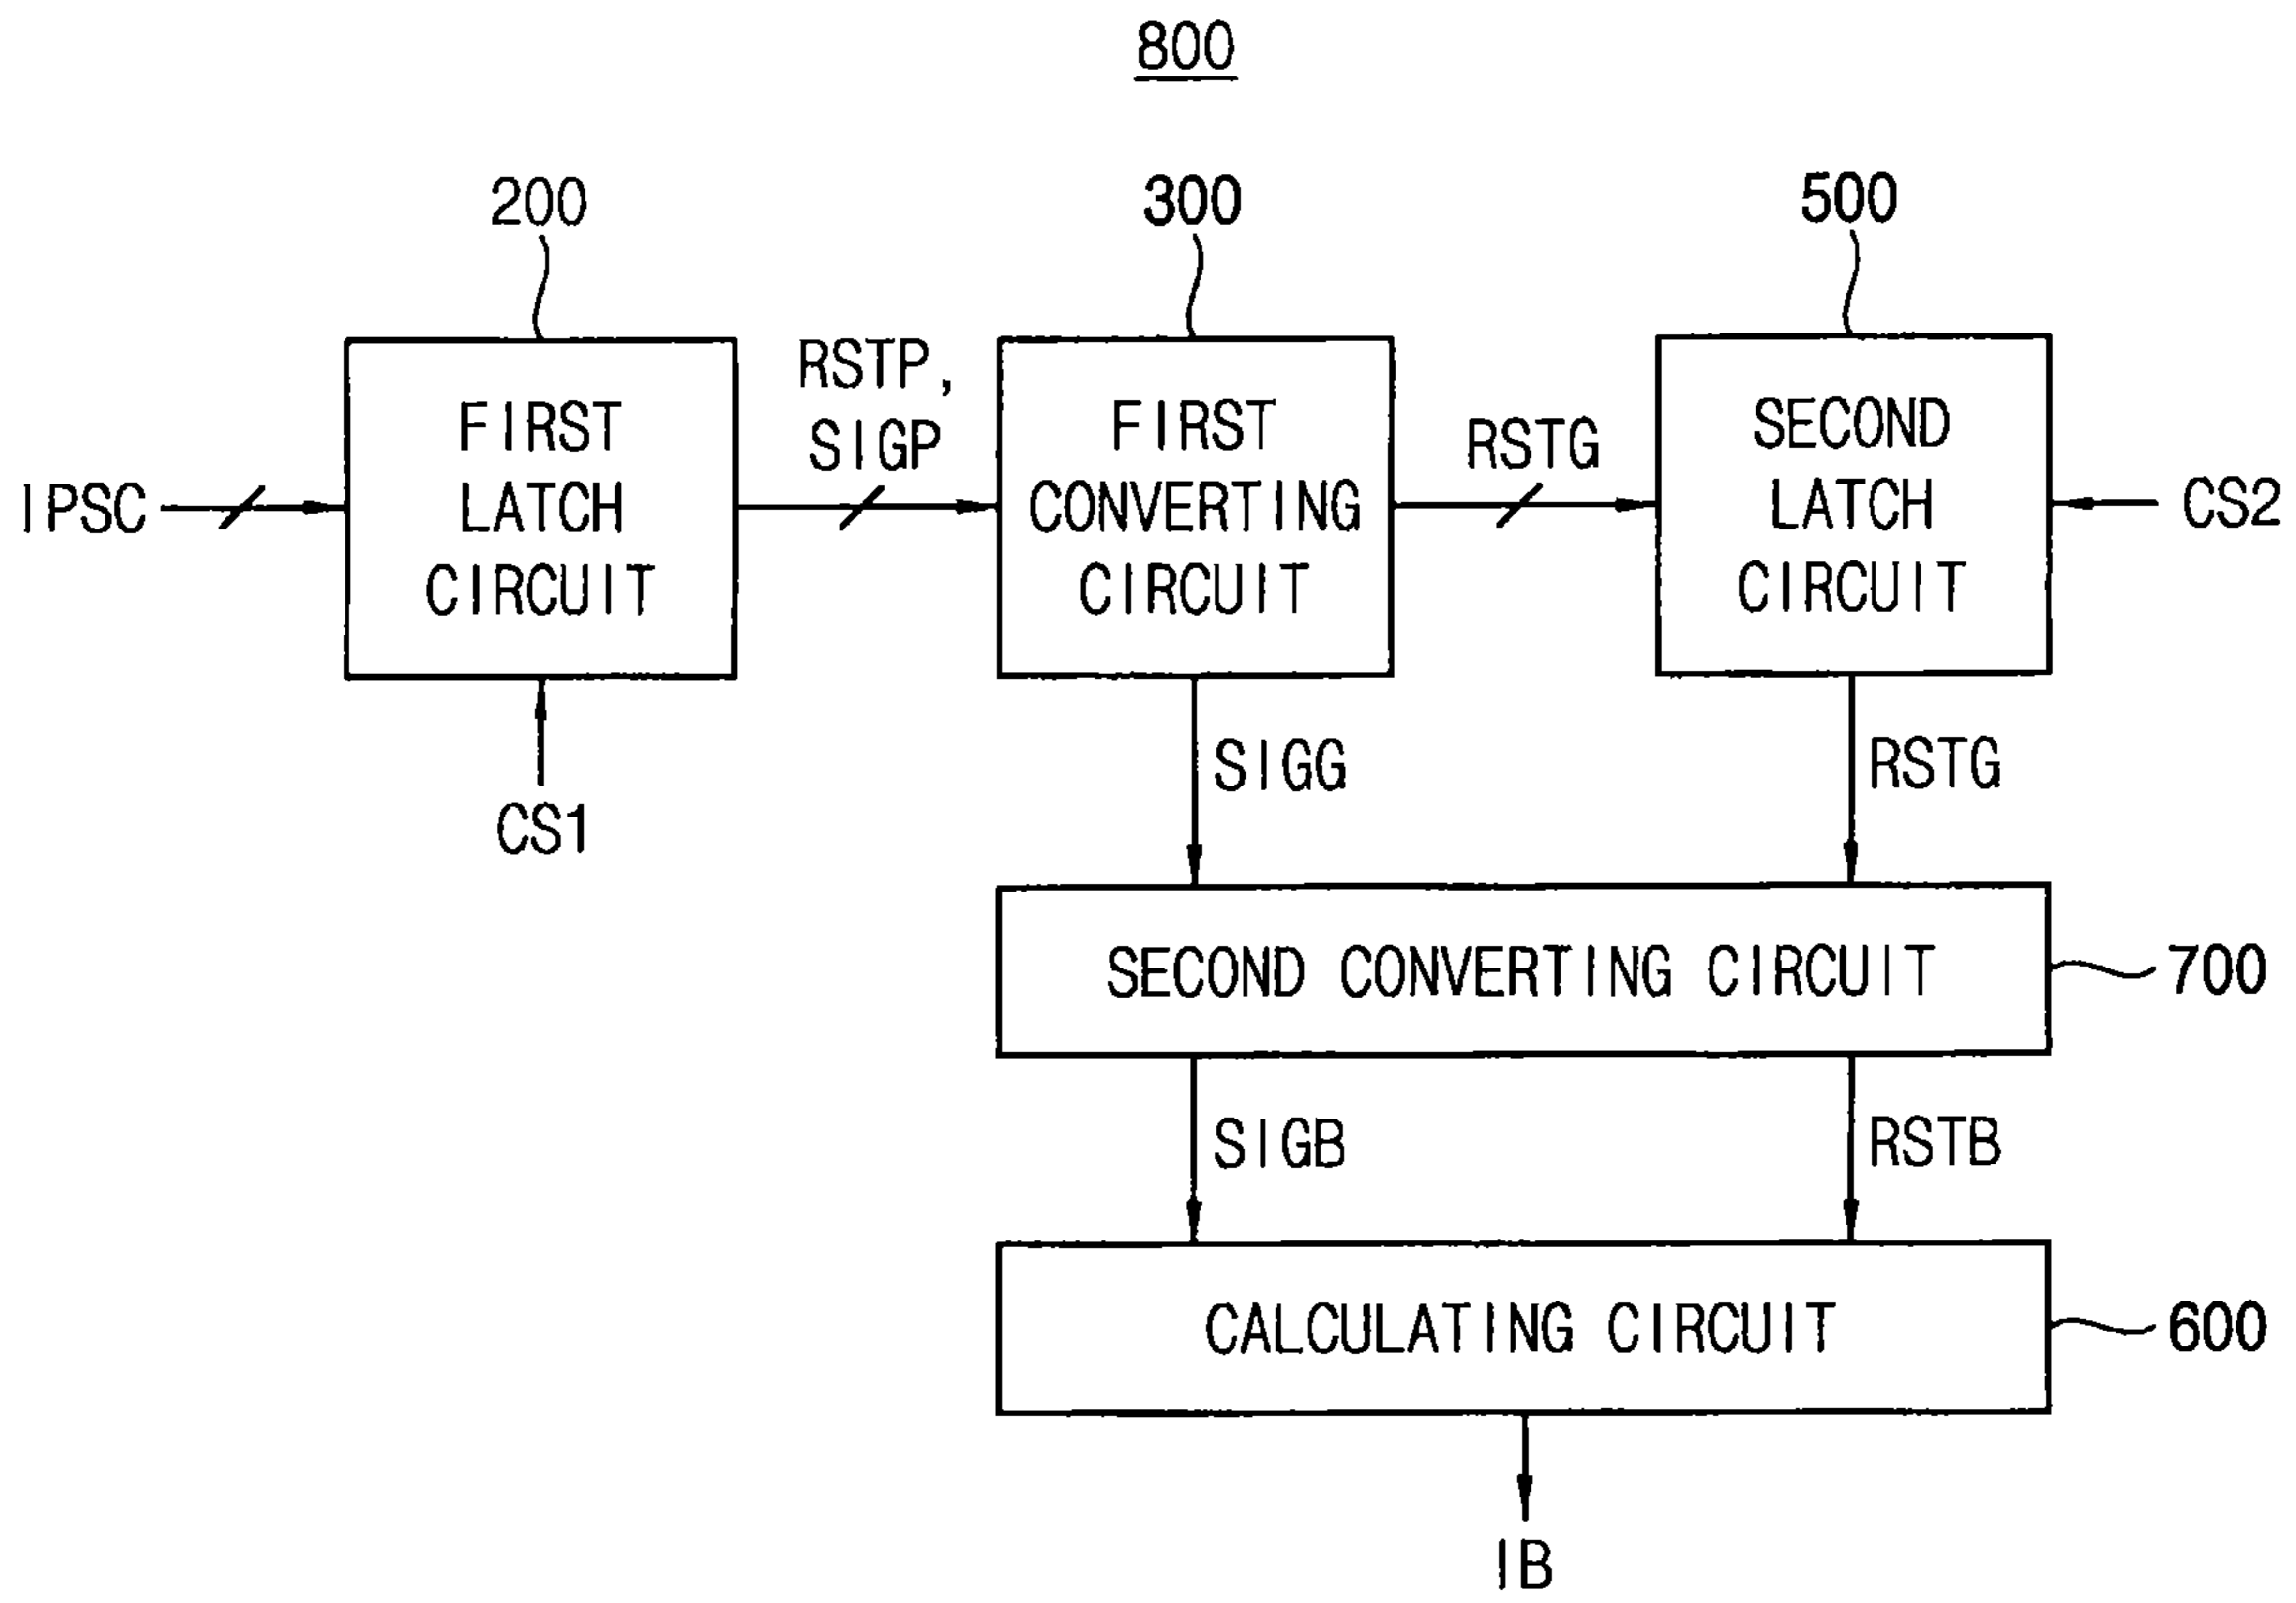 800
200
300
500
FIRST
LATCH
CIRCUIT
RSTP,
SIGP
FIRST
CONVERTING
CIRCUIT
RSTG
SECOND
LATCH
CIRCUIT
IPSC
CS2
CS1
SIGG
RSTG
SECOND CONVERTING CIRCUIT
700
SIGB
RSTB
CALCULATING CIRCUIT
600
IB